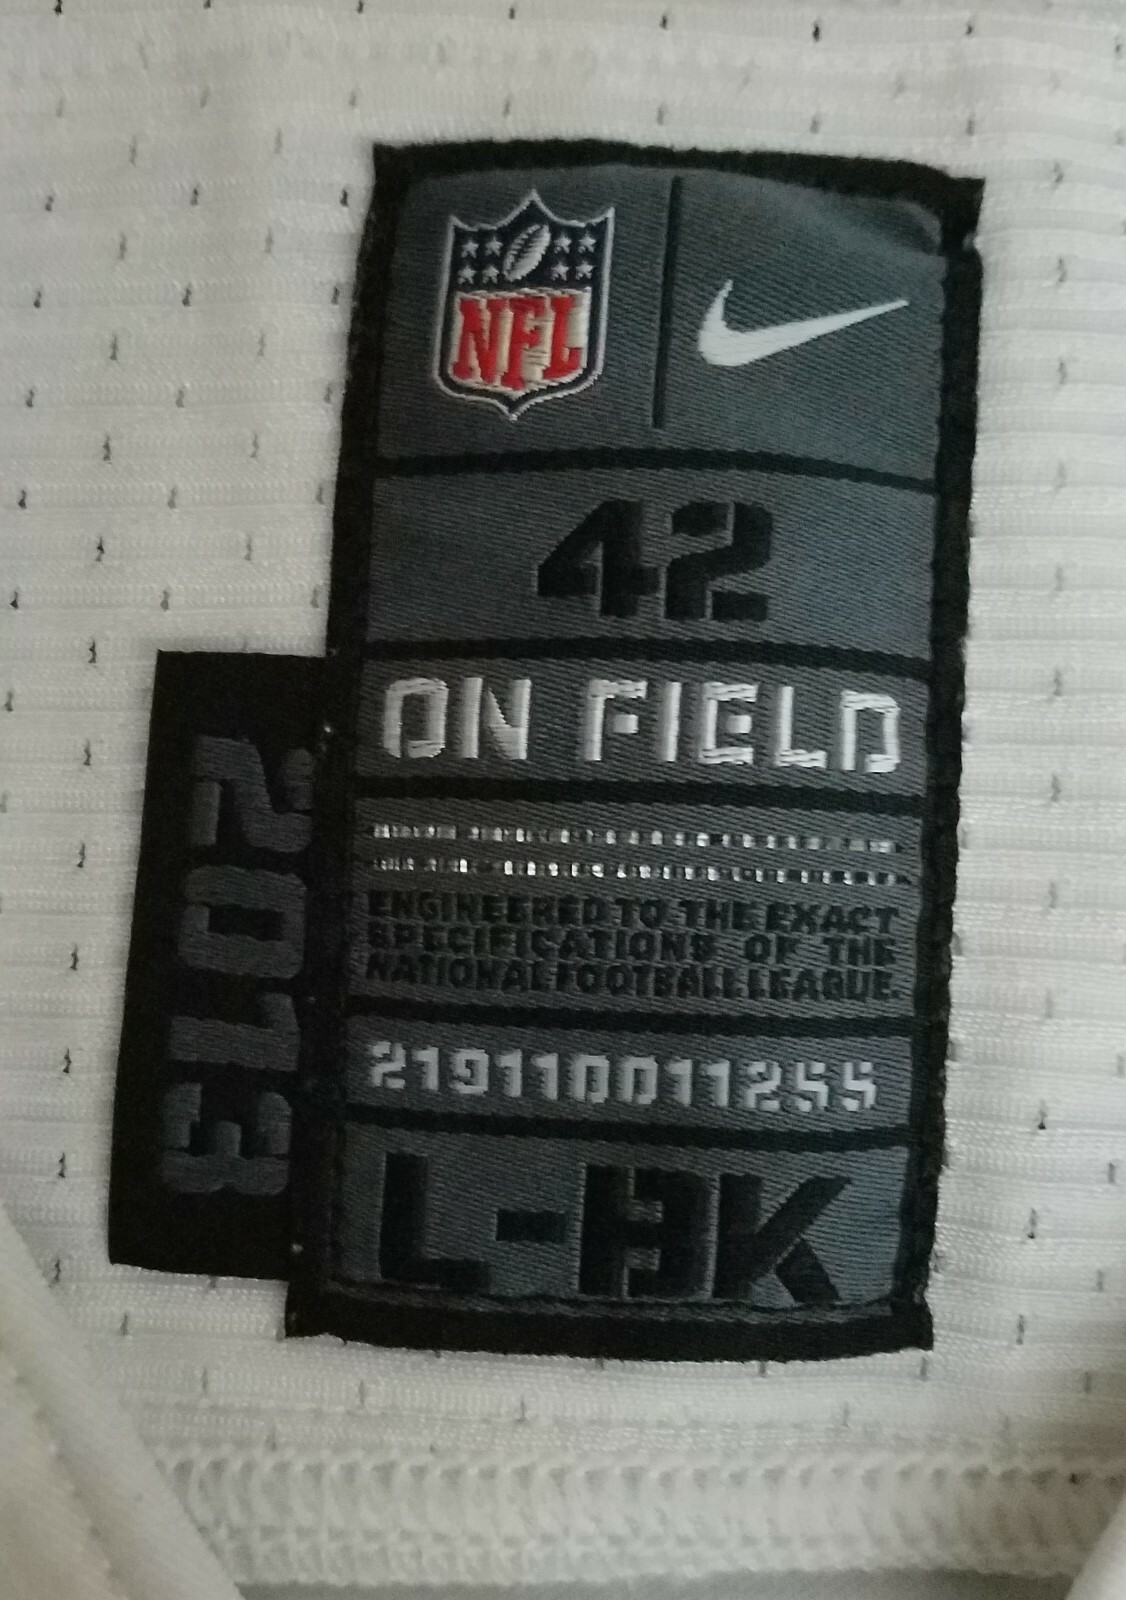 NFL
42
ON FIELD
ENGINEERED TO THE EXACT
SPECIFICATIONS OF THE
NATIONAL FOOTBALL LEAGUE.
219110011255
L-BK
2013